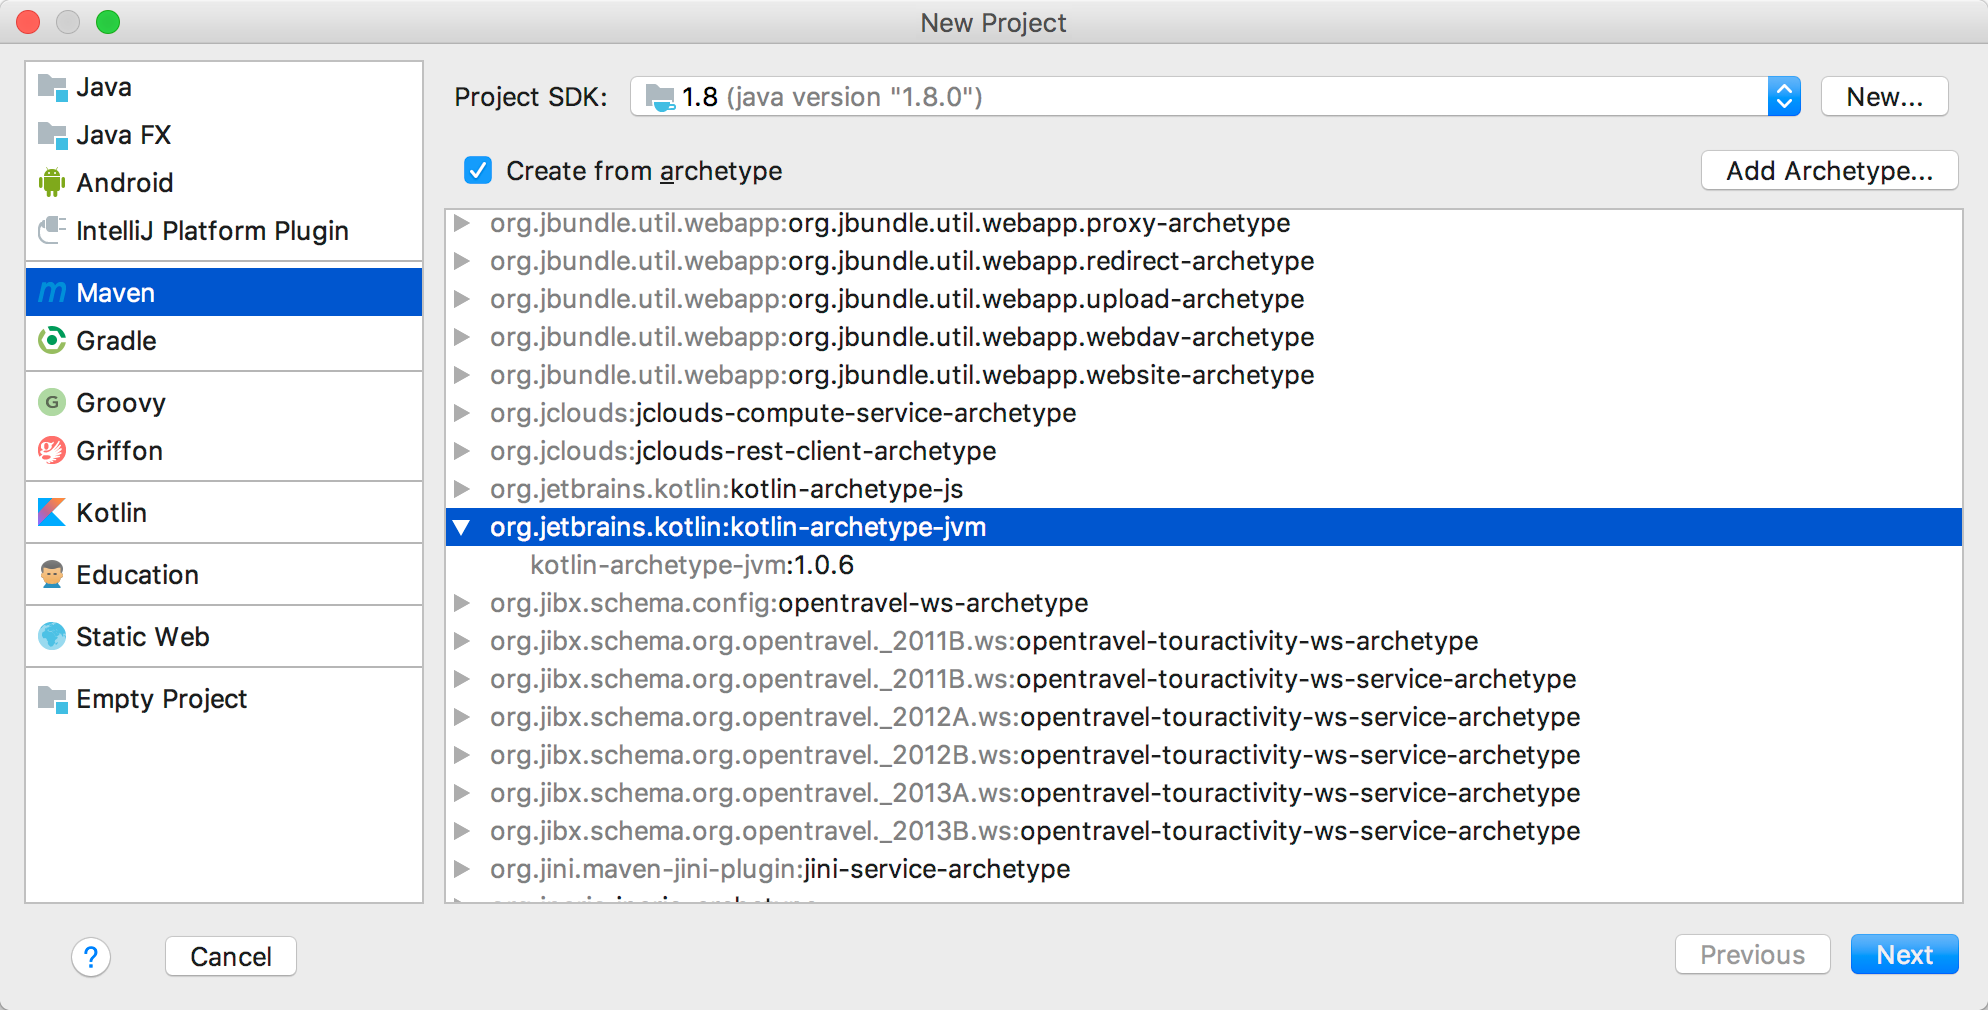 New Project
Java
Java FX
Android
IntelliJ Platform Plugin
Maven
Gradle
Groovy
Griffon
Kotlin
Education
Static Web
Empty Project
Project SDK: 1.8 (java version "1.8.0") New...
Create from archetype Add Archetype...
org.jbundle.util.webapp:org.jbundle.util.webapp.proxy-archetype
org.jbundle.util.webapp:org.jbundle.util.webapp.redirect-archetype
org.jbundle.util.webapp:org.jbundle.util.webapp.upload-archetype
org.jbundle.util.webapp:org.jbundle.util.webapp.webdav-archetype
org.jbundle.util.webapp:org.jbundle.util.webapp.website-archetype
org.jclouds:jclouds-compute-service-archetype
org.jclouds:jclouds-rest-client-archetype
org.jetbrains.kotlin:kotlin-archetype-js
org.jetbrains.kotlin:kotlin-archetype-jvm
kotlin-archetype-jvm:1.0.6
org.jibx.schema.config:opentravel-ws-archetype
org.jibx.schema.org.opentravel._2011B.ws:opentravel-touractivity-ws-archetype
org.jibx.schema.org.opentravel._2011B.ws:opentravel-touractivity-ws-service-archetype
org.jibx.schema.org.opentravel._2012A.ws:opentravel-touractivity-ws-service-archetype
org.jibx.schema.org.opentravel._2012B.ws:opentravel-touractivity-ws-service-archetype
org.jibx.schema.org.opentravel._2013A.ws:opentravel-touractivity-ws-service-archetype
org.jibx.schema.org.opentravel._2013B.ws:opentravel-touractivity-ws-service-archetype
org.jini.maven-jini-plugin:jini-service-archetype
? Cancel Previous Next